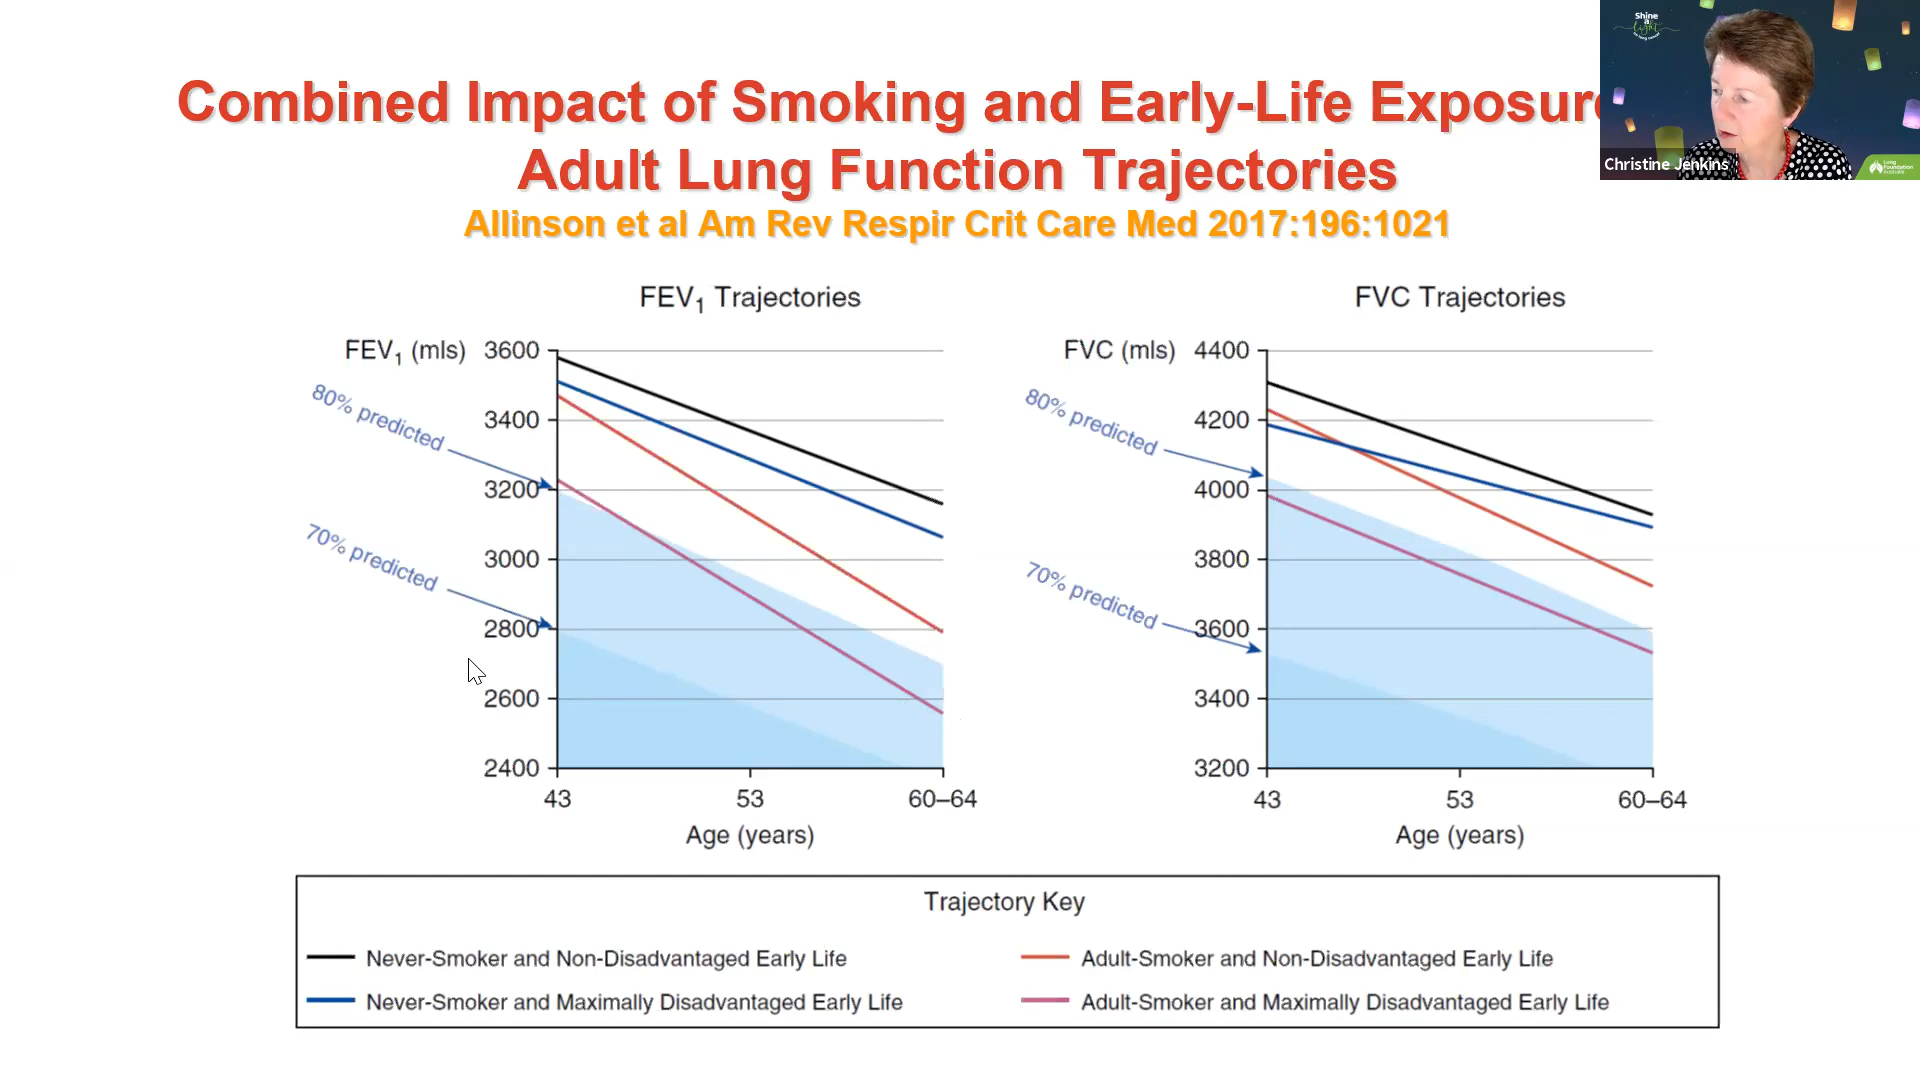 Combined Impact of Smoking and Early-Life
Adult Lung Function Trajectories
Allinson et al Am Rev Respir Crit Care Med 2017:196:1021
Shine
a
light
Christine Jenkins
Lung
Foundation
Australia
FEV1 Trajectories
FEV1 (mls)
3600
3400
3200
3000
2800
2600
2400
80% predicted
70% predicted
43 53 60–64
Age (years)
FVC Trajectories
FVC (mls)
4400
4200
4000
3800
3600
3400
3200
80% predicted
70% predicted
43 53 60–64
Age (years)
Trajectory Key
Never-Smoker and Non-Disadvantaged Early Life
Adult-Smoker and Non-Disadvantaged Early Life
Never-Smoker and Maximally Disadvantaged Early Life
Adult-Smoker and Maximally Disadvantaged Early Life